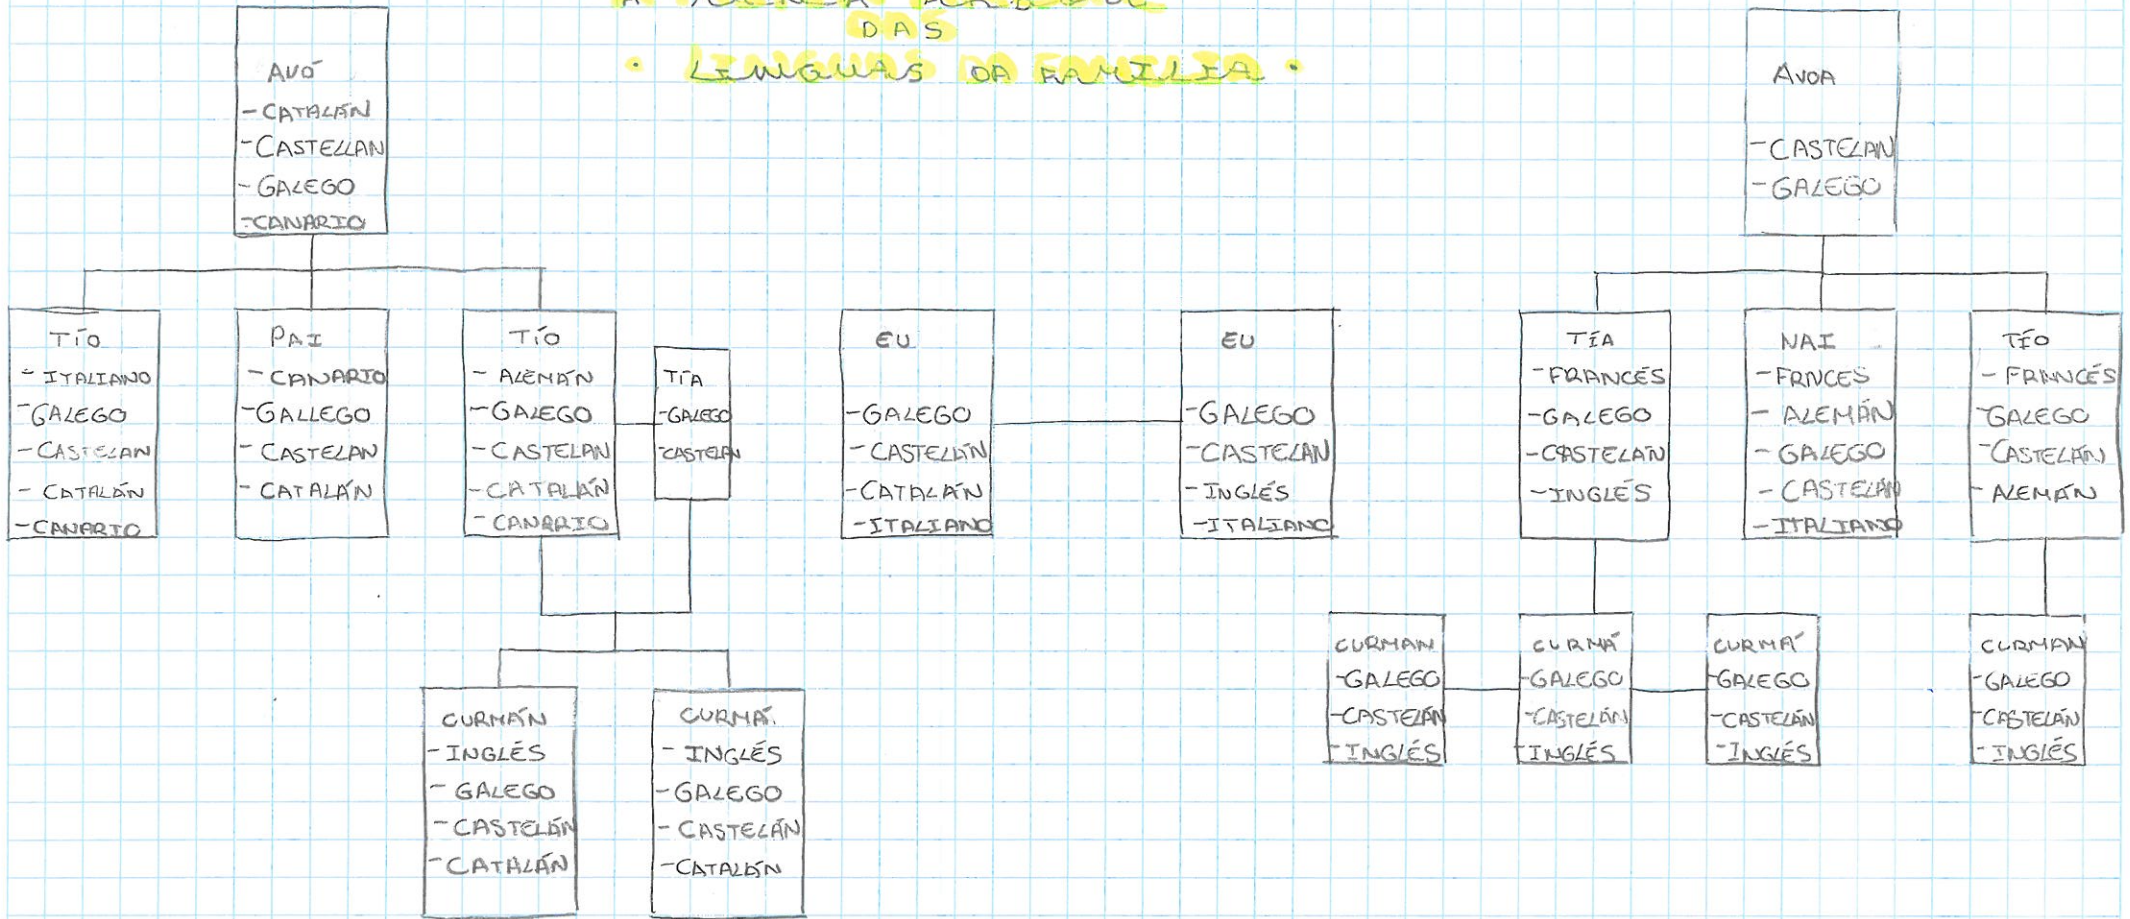 A
DAS
• LINGUAS DA FAMILIA •
AVÓ
-CATALÁN
-CASTELLAN
-GALEGO
-CANARIO
AVOA
-CASTELAN
-GALEGO
TÍO
- ITALIANO
-GALEGO
-CASTELAN
- CATALÁN
-CANARIO
PAI
-CANARIO
-GALLEGO
-CASTELAN
- CATALÁN
TÍO
- ALEMÁN
-GALEGO
-CASTELAN
-CATALÁN
-CANARIO
TÍA
-GALEGO
-CASTELAN
EU
-GALEGO
-CASTELLÁN
-CATALÁN
-ITALIANO
EU
-GALEGO
-CASTELAN
-INGLÉS
-ITALIANO
TÍA
-FRANCÉS
-GALEGO
-CASTELÁN
-INGLÉS
NAI
-FRNCES
- ALEMÁN
- GALEGO
- CASTELÁN
-ITALIANO
TÍO
- FRANCÉS
-GALEGO
-CASTELÁN
- ALEMÁN
CURMÁN
-INGLÉS
- GALEGO
-CASTELÁN
-CATALÁN
CURMÁ
- INGLÉS
-GALEGO
- CASTELÁN
-CATALÁN
CURMAN
-GALEGO
-CASTELÁN
-INGLÉS
CURMÁ
-GALEGO
-CASTELÁN
-INGLÉS
CURMÁ
-GALEGO
-CASTELÁN
-INGLÉS
CURMAN
-GALEGO
-CASTELÁN
- INGLÉS